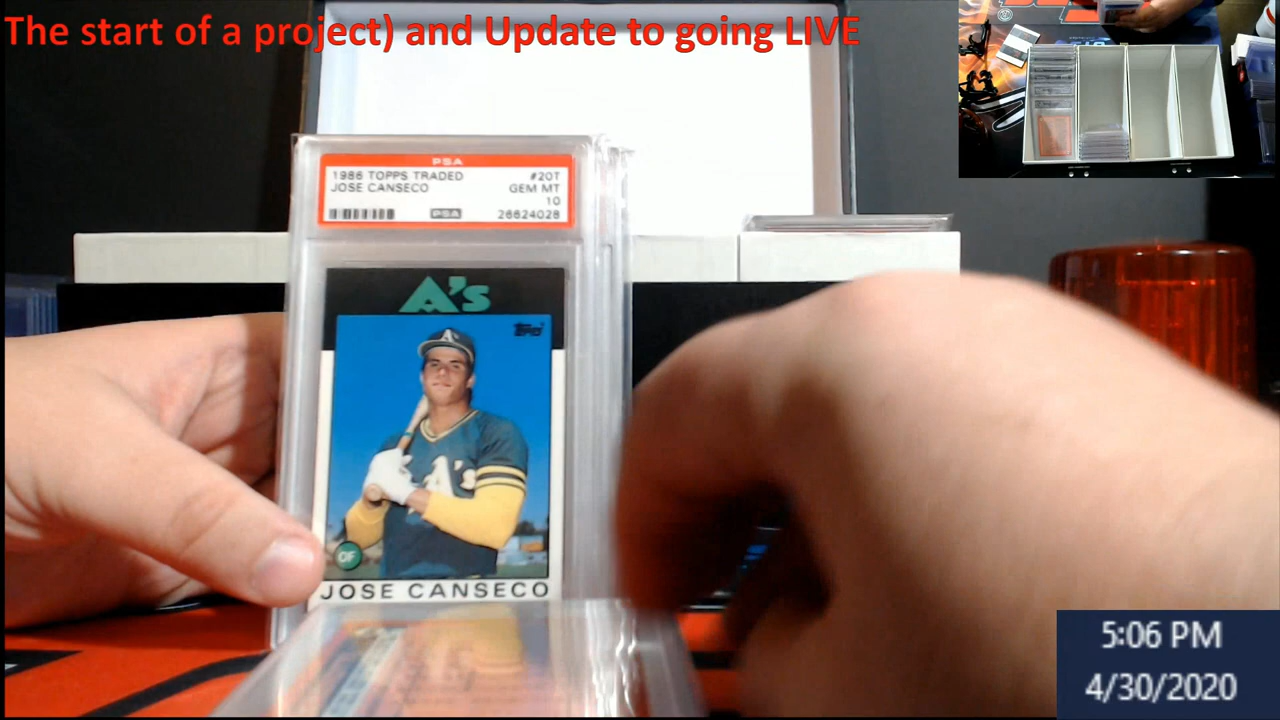 The start of a project) and Update to going LIVE
PSA
1986 TOPPS TRADED #20T
JOSE CANSECO GEM MT
10
PSA 26624028
A's
Topps
A
A's
OF
JOSE CANSECO
5:06 PM
4/30/2020